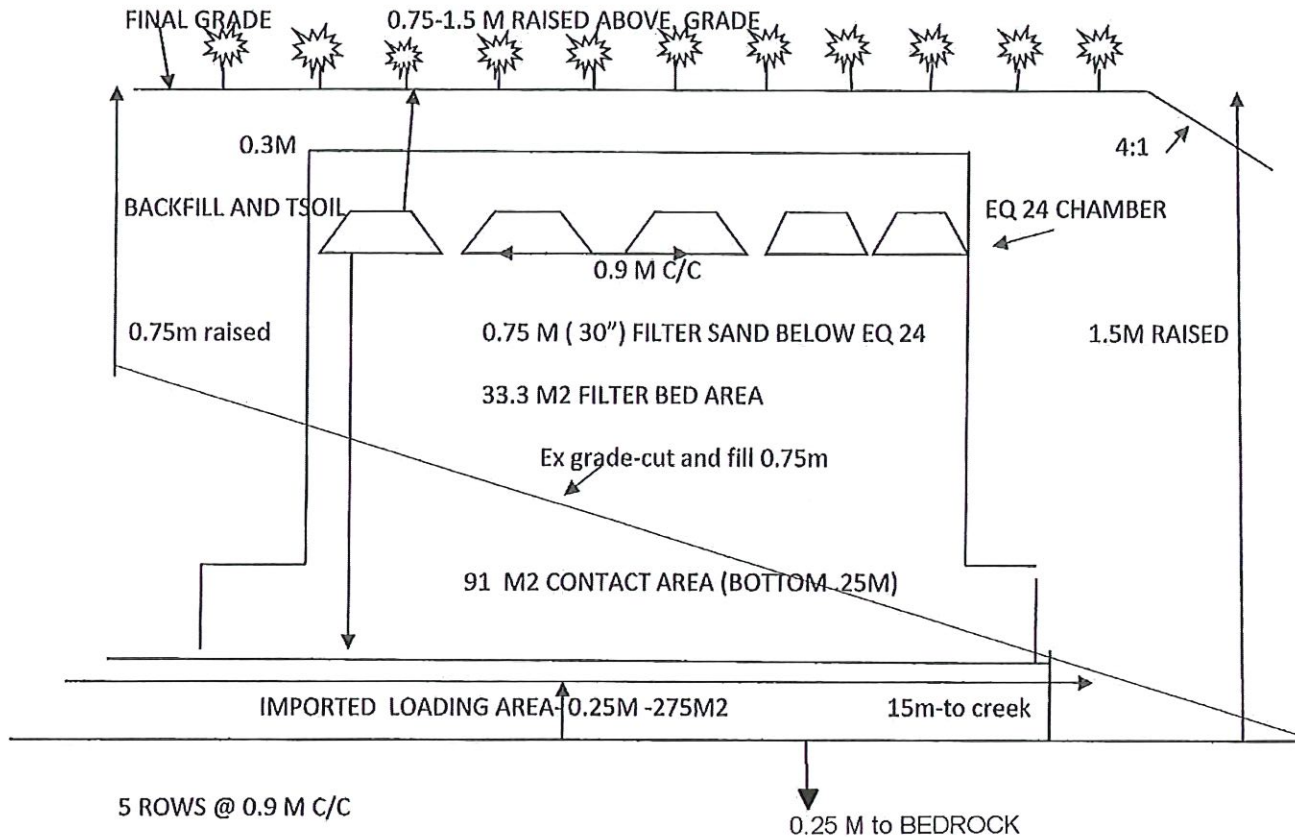 FINAL GRADE
0.75-1.5 M RAISED ABOVE GRADE
0.3M
4:1
BACKFILL AND TSOIL
EQ 24 CHAMBER
0.9 M C/C
0.75m raised
0.75 M ( 30") FILTER SAND BELOW EQ 24
1.5M RAISED
33.3 M2 FILTER BED AREA
Ex grade-cut and fill 0.75m
91 M2 CONTACT AREA (BOTTOM .25M)
IMPORTED LOADING AREA- 0.25M -275M2
15m-to creek
5 ROWS @ 0.9 M C/C
0.25 M to BEDROCK